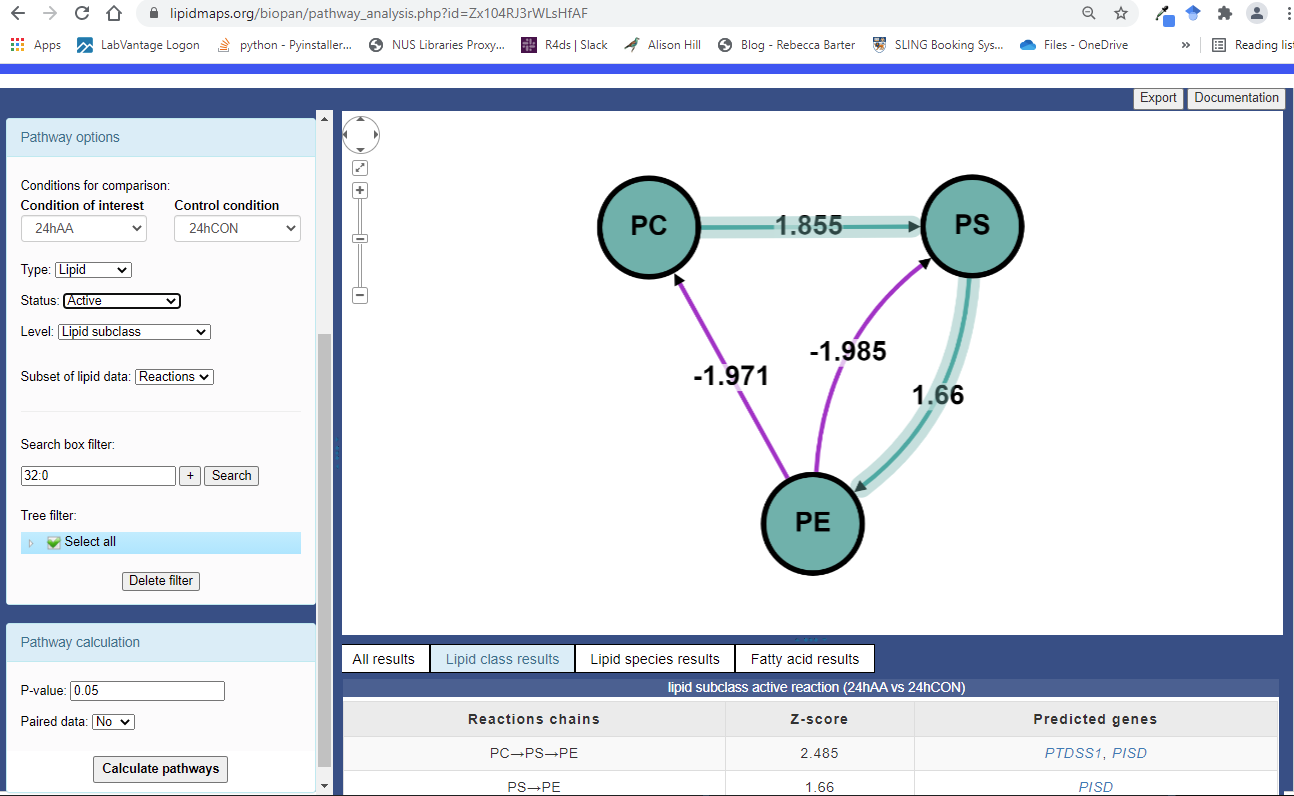 lipidmaps.org/biopan/pathway_analysis.php?id=Zx104RJ3rWLsHfAF
Apps LabVantage Logon python - Pyinstaller... NUS Libraries Proxy... R4ds | Slack Alison Hill Blog - Rebecca Barter SLING Booking Sys... Files - OneDrive » Reading list
Export Documentation
Pathway options
Conditions for comparison:
Condition of interest Control condition
24hAA 24hCON
Type: Lipid
Status: Active
Level: Lipid subclass
Subset of lipid data: Reactions
Search box filter:
32:0 + Search
Tree filter:
Select all
Delete filter
Pathway calculation
P-value: 0.05
Paired data: No
Calculate pathways
PC 1.855 PS
-1.985
-1.971
1.66
PE
All results Lipid class results Lipid species results Fatty acid results
lipid subclass active reaction (24hAA vs 24hCON)
Reactions chains Z-score Predicted genes
PC→PS→PE 2.485 PTDSS1, PISD
PS→PE 1.66 PISD